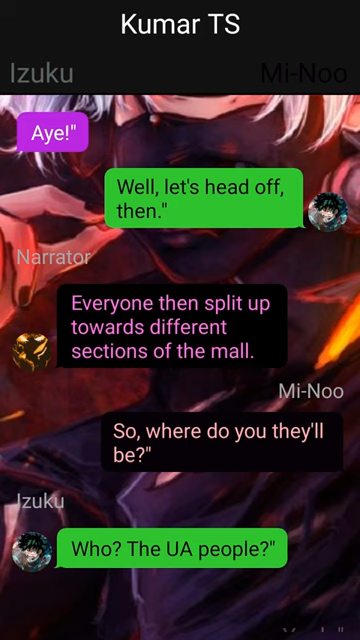 Kumar TS
Izuku
Mi-Noo
Aye!"
Well, let's head off,
then."
Narrator
Everyone then split up
towards different
sections of the mall.
Mi-Noo
So, where do you they'll
be?"
Izuku
Who? The UA people?"